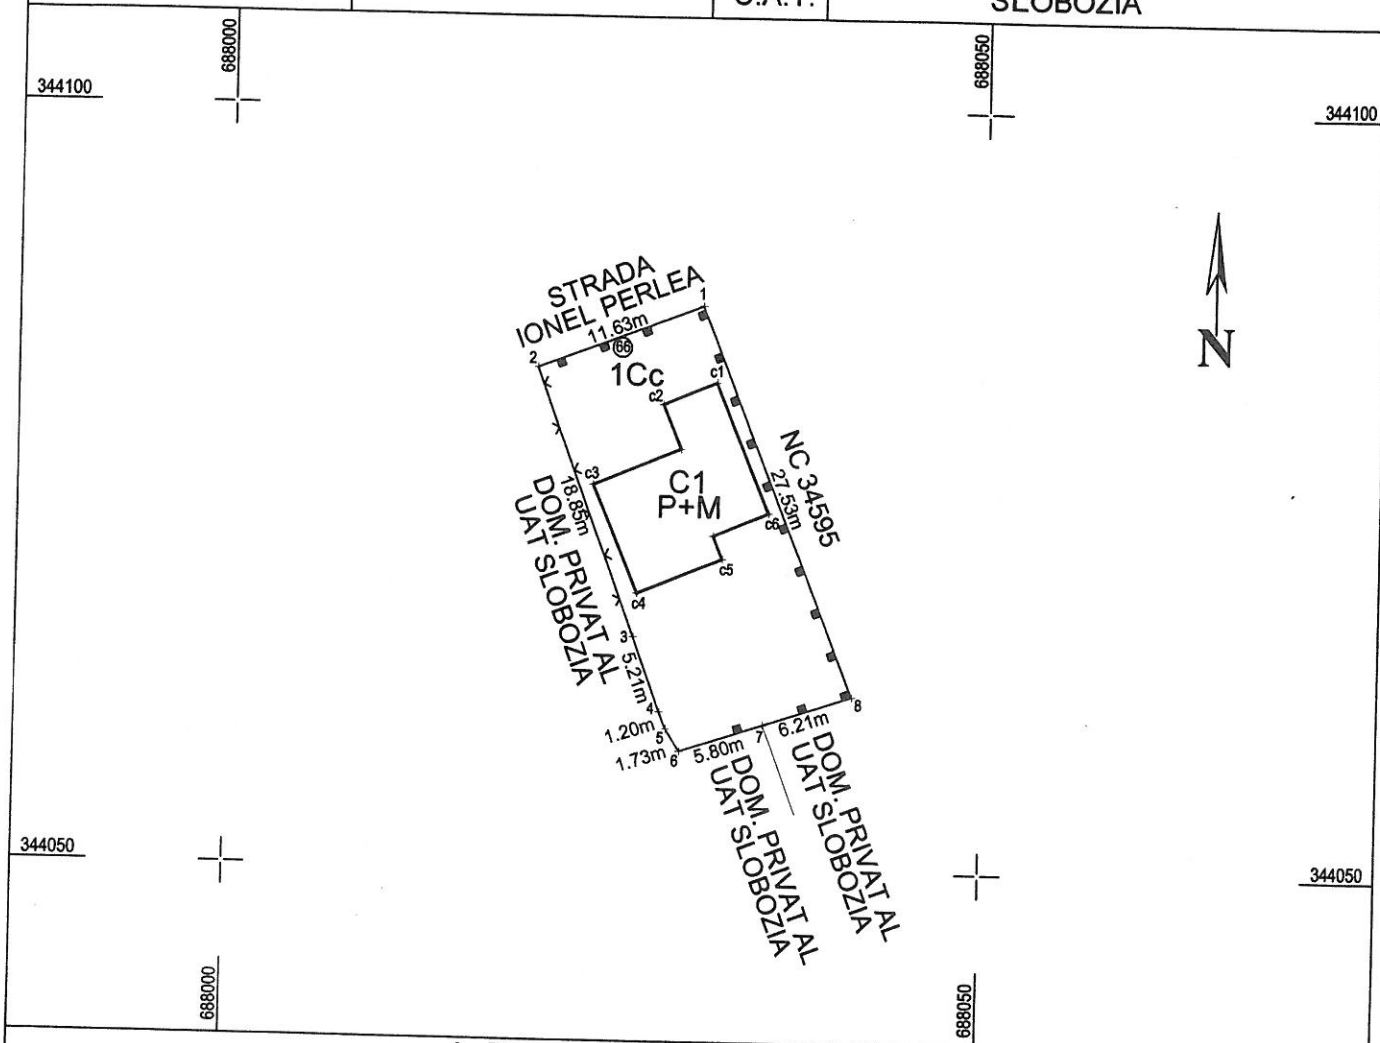 U.A.T.
SLOBOZIA
688000
688050
344100
344100
STRADA
IONEL PERLEA
1
11.63m
66
2
1Cc
c1
c2
N
NC 34595
27.53m
c3
C1
P+M
18.85m
DOM. PRIVAT AL
UAT SLOBOZIA
c6
c5
c4
3
5.21m
4
1.20m
5
1.73m
6
5.80m
7
6.21m
8
DOM. PRIVAT AL
UAT SLOBOZIA
DOM. PRIVAT AL
UAT SLOBOZIA
344050
344050
688000
688050